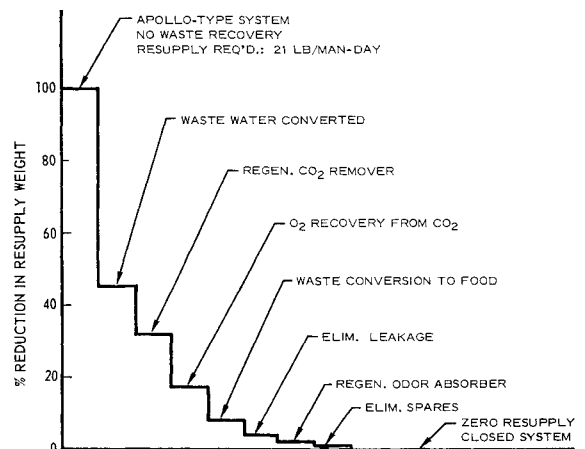 APOLLO-TYPE SYSTEM
NO WASTE RECOVERY
RESUPPLY REQ'D.: 21 LB/MAN-DAY
100
WASTE WATER CONVERTED
80
REGEN. CO₂ REMOVER
60
O₂ RECOVERY FROM CO₂
WASTE CONVERSION TO FOOD
40
ELIM. LEAKAGE
20
REGEN. ODOR ABSORBER
ELIM. SPARES
ZERO RESUPPLY
CLOSED SYSTEM
0
% REDUCTION IN RESUPPLY WEIGHT